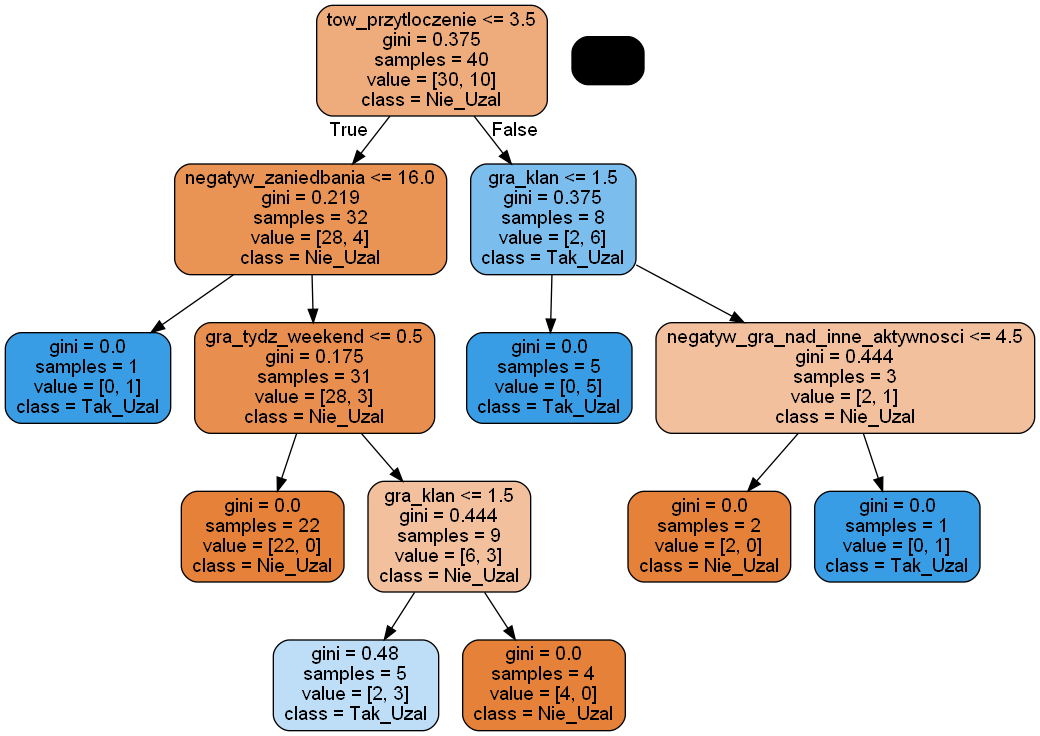 tow_przytloczenie <= 3.5
gini = 0.375
samples = 40
value = [30, 10]
class = Nie_Uzal
True
False
negatyw_zaniedbania <= 16.0
gini = 0.219
samples = 32
value = [28, 4]
class = Nie_Uzal
gra_klan <= 1.5
gini = 0.375
samples = 8
value = [2, 6]
class = Tak_Uzal
gini = 0.0
samples = 1
value = [0, 1]
class = Tak_Uzal
gra_tydz_weekend <= 0.5
gini = 0.175
samples = 31
value = [28, 3]
class = Nie_Uzal
gini = 0.0
samples = 5
value = [0, 5]
class = Tak_Uzal
negatyw_gra_nad_inne_aktywnosci <= 4.5
gini = 0.444
samples = 3
value = [2, 1]
class = Nie_Uzal
gini = 0.0
samples = 22
value = [22, 0]
class = Nie_Uzal
gra_klan <= 1.5
gini = 0.444
samples = 9
value = [6, 3]
class = Nie_Uzal
gini = 0.0
samples = 2
value = [2, 0]
class = Nie_Uzal
gini = 0.0
samples = 1
value = [0, 1]
class = Tak_Uzal
gini = 0.48
samples = 5
value = [2, 3]
class = Tak_Uzal
gini = 0.0
samples = 4
value = [4, 0]
class = Nie_Uzal